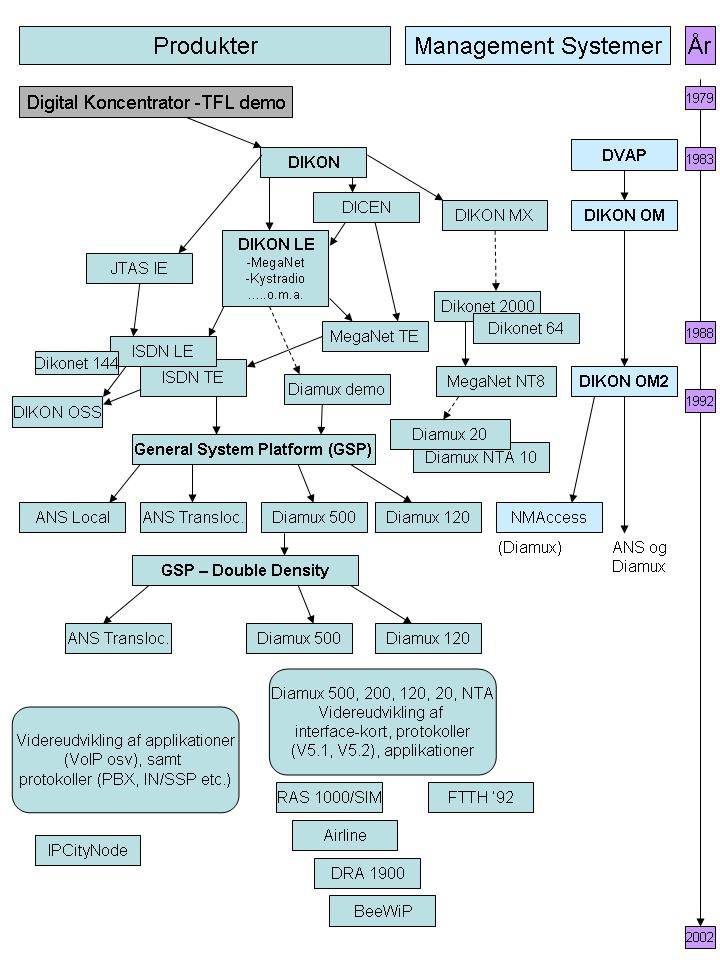 Produkter
Management Systemer
År
Digital Koncentrator -TFL demo
1979
DIKON
DVAP
1983
DICEN
DIKON MX
DIKON OM
JTAS IE
DIKON LE
-MegaNet
-Kystradio
.....o.m.a.
Dikonet 2000
Dikonet 64
1988
MegaNet TE
ISDN LE
Dikonet 144
ISDN TE
Diamux demo
MegaNet NT8
DIKON OM2
1992
DIKON OSS
General System Platform (GSP)
Diamux 20
Diamux NTA 10
ANS Local
ANS Transloc.
Diamux 500
Diamux 120
NMAccess
(Diamux)
ANS og
Diamux
GSP – Double Density
ANS Transloc.
Diamux 500
Diamux 120
Diamux 500, 200, 120, 20, NTA
Videreudvikling af
interface-kort, protokoller
(V5.1, V5.2), applikationer
Videreudvikling af applikationer
(VoIP osv), samt
protokoller (PBX, IN/SSP etc.)
RAS 1000/SIM
FTTH '92
Airline
IPCityNode
DRA 1900
BeeWiP
2002